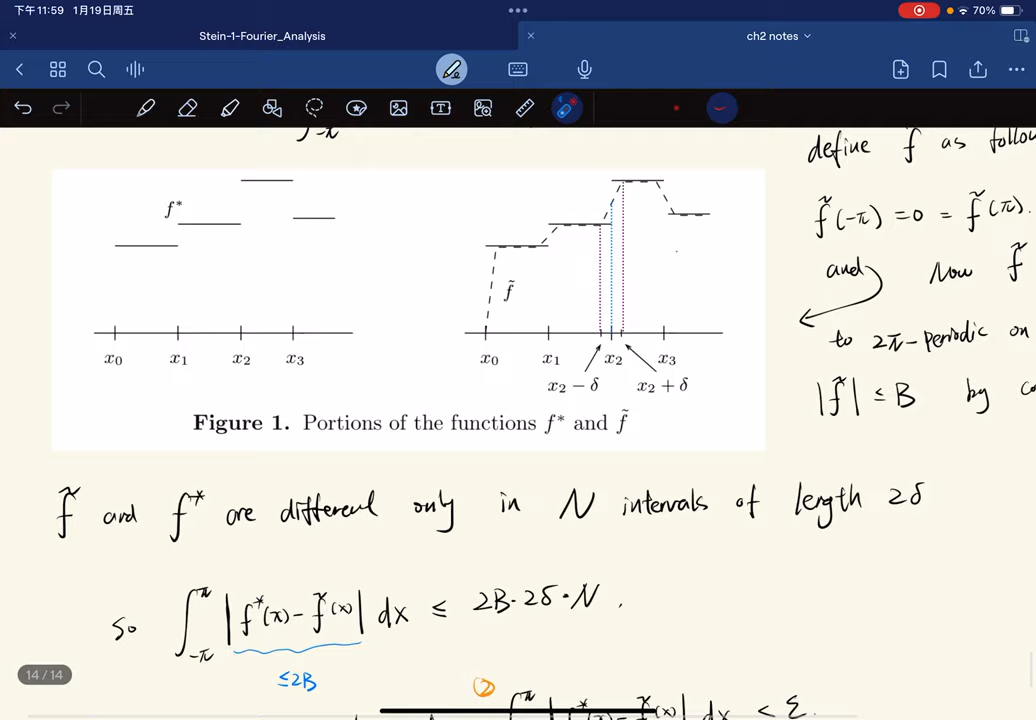 下午11:59 1月19日周五
70%
Stein-1-Fourier_Analysis
ch2 notes
define f̃ as follow
f̃(-π) = 0 = f̃(π).
and
Now f̃
to 2π-periodic on
|f̃| ≤ B by co
f*
x0 x1 x2 x3
f̃
x0 x1 x2 x3
x2 − δ x2 + δ
Figure 1. Portions of the functions f* and f̃
f̃ and f* are different only in N intervals of length 2δ
so ∫_{-π}^{π} |f*(x) - f̃(x)| dx ≤ 2B·2δ·N.
≤2B
14 / 14
② ∫^π |f*(x) - f̃(x)| dx < ε.